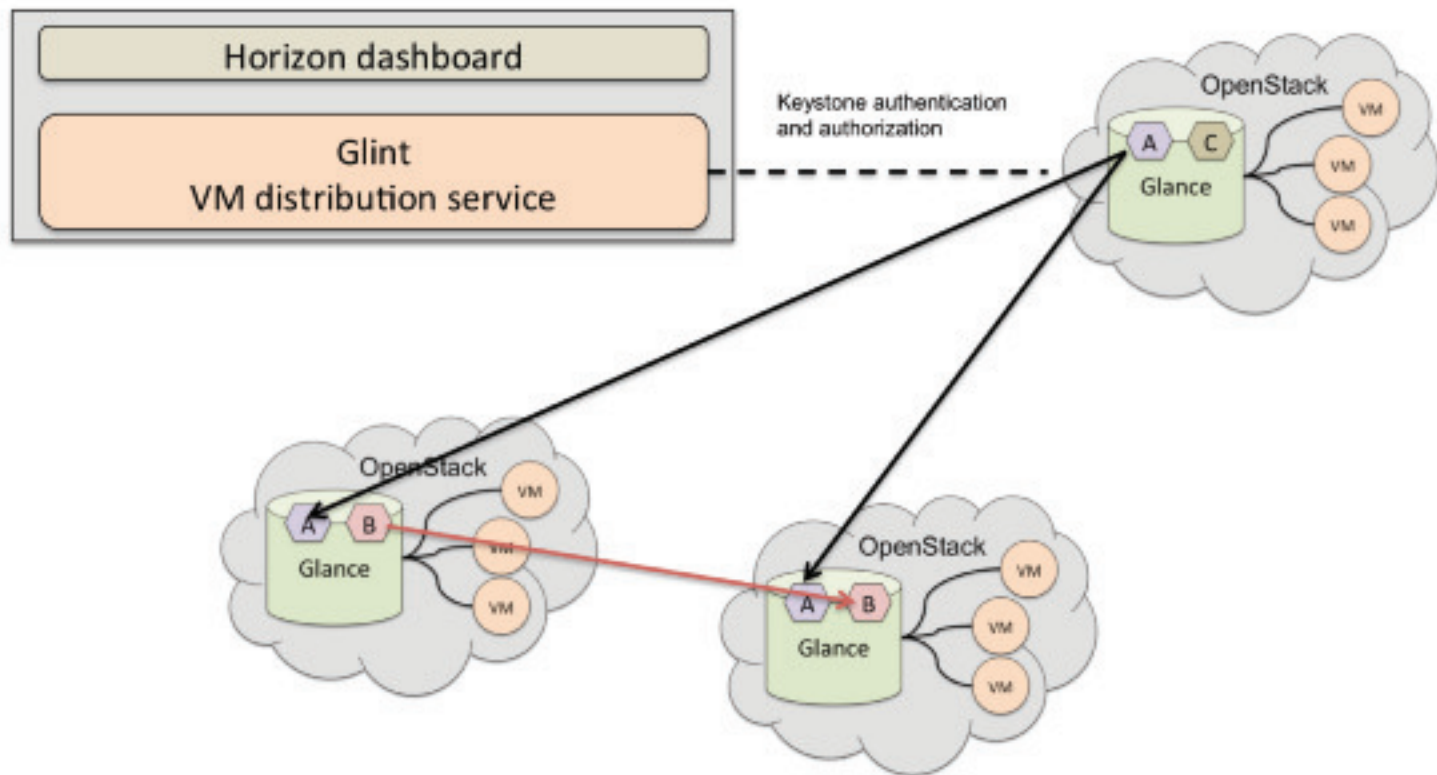 Horizon dashboard
Glint
VM distribution service
Keystone authentication
and authorization
OpenStack
A
C
Glance
VM
VM
VM
OpenStack
A
B
Glance
VM
VM
VM
OpenStack
A
B
Glance
VM
VM
VM